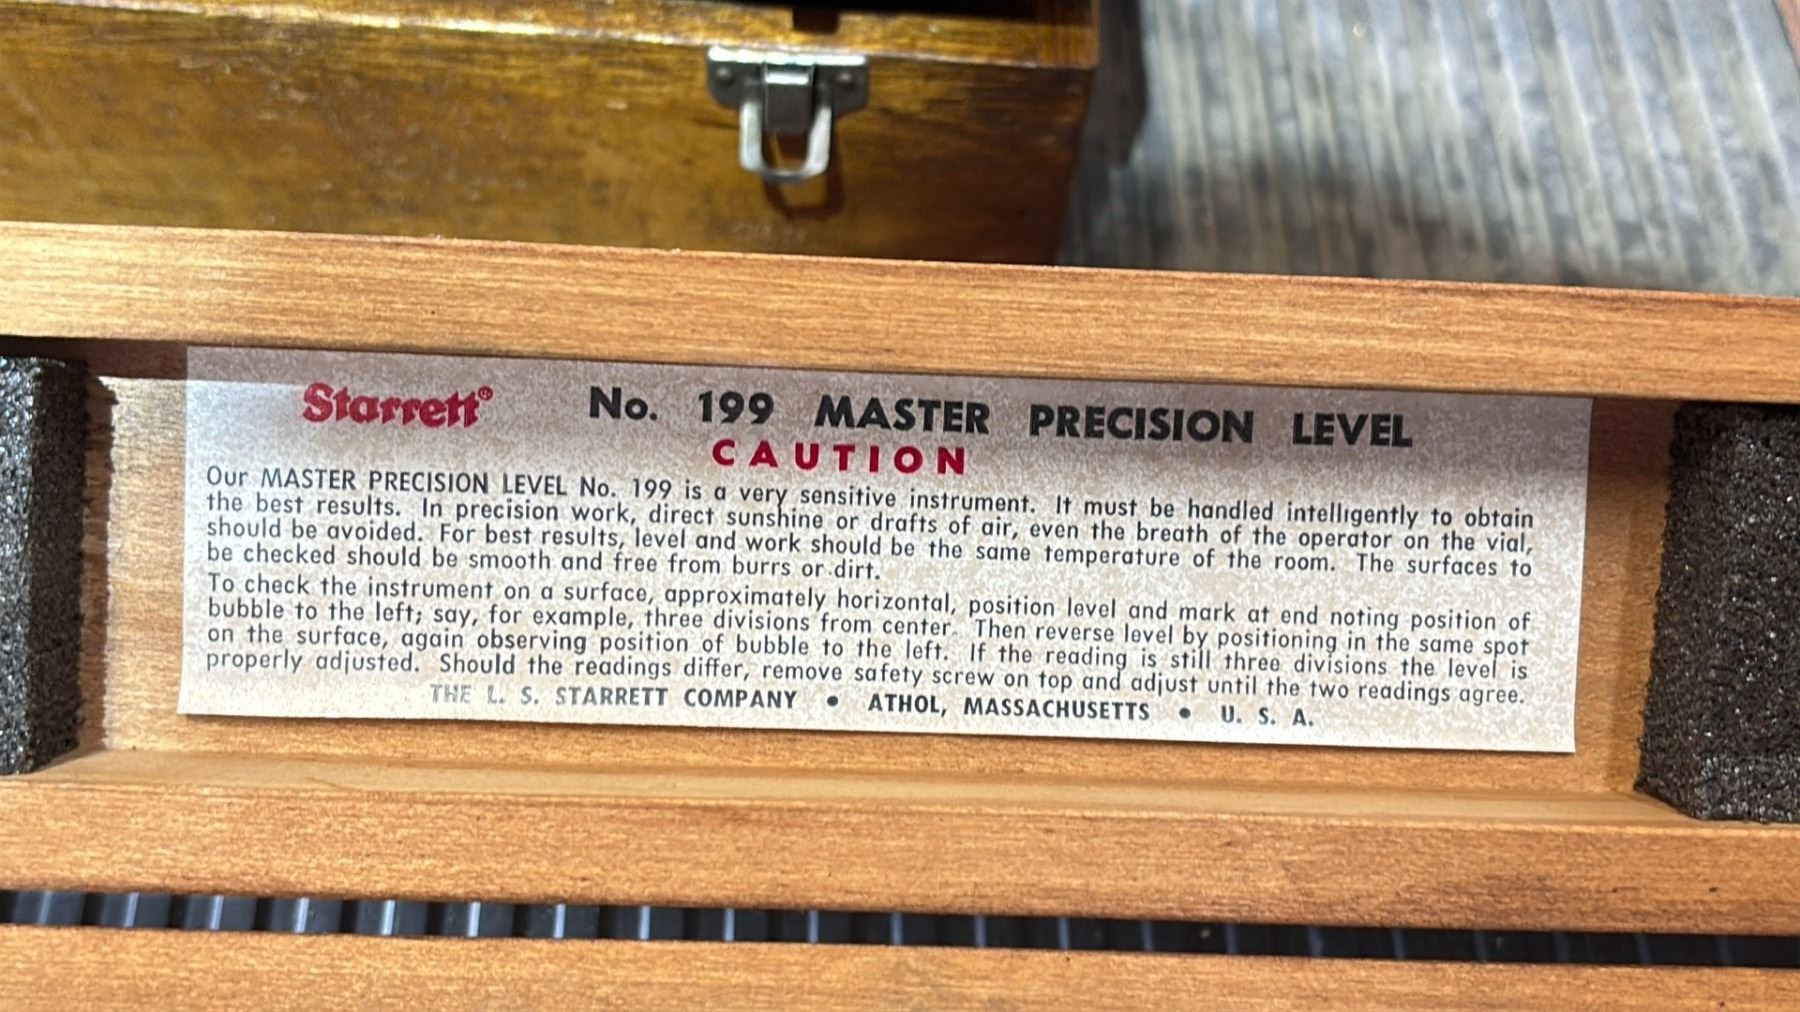 Starrett® No. 199 MASTER PRECISION LEVEL
CAUTION
Our MASTER PRECISION LEVEL No. 199 is a very sensitive instrument. It must be handled intelligently to obtain
the best results. In precision work, direct sunshine or drafts of air, even the breath of the operator on the vial,
should be avoided. For best results, level and work should be the same temperature of the room. The surfaces to
be checked should be smooth and free from burrs or dirt.
To check the instrument on a surface, approximately horizontal, position level and mark at end noting position of
bubble to the left; say, for example, three divisions from center. Then reverse level by positioning in the same spot
on the surface, again observing position of bubble to the left. If the reading is still three divisions the level is
properly adjusted. Should the readings differ, remove safety screw on top and adjust until the two readings agree.
THE L. S. STARRETT COMPANY • ATHOL, MASSACHUSETTS • U. S. A.